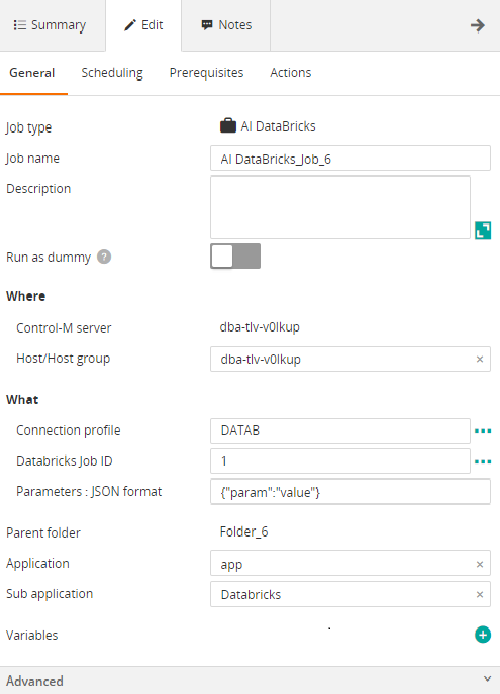 Summary Edit Notes
General Scheduling Prerequisites Actions
Job type AI DataBricks
Job name AI DataBricks_Job_6
Description
Run as dummy ?
Where
Control-M server dba-tlv-v0lkup
Host/Host group dba-tlv-v0lkup ×
What
Connection profile DATAB
Databricks Job ID 1
Parameters : JSON format {"param":"value"}
Parent folder Folder_6
Application app ×
Sub application Databricks ×
Variables
Advanced